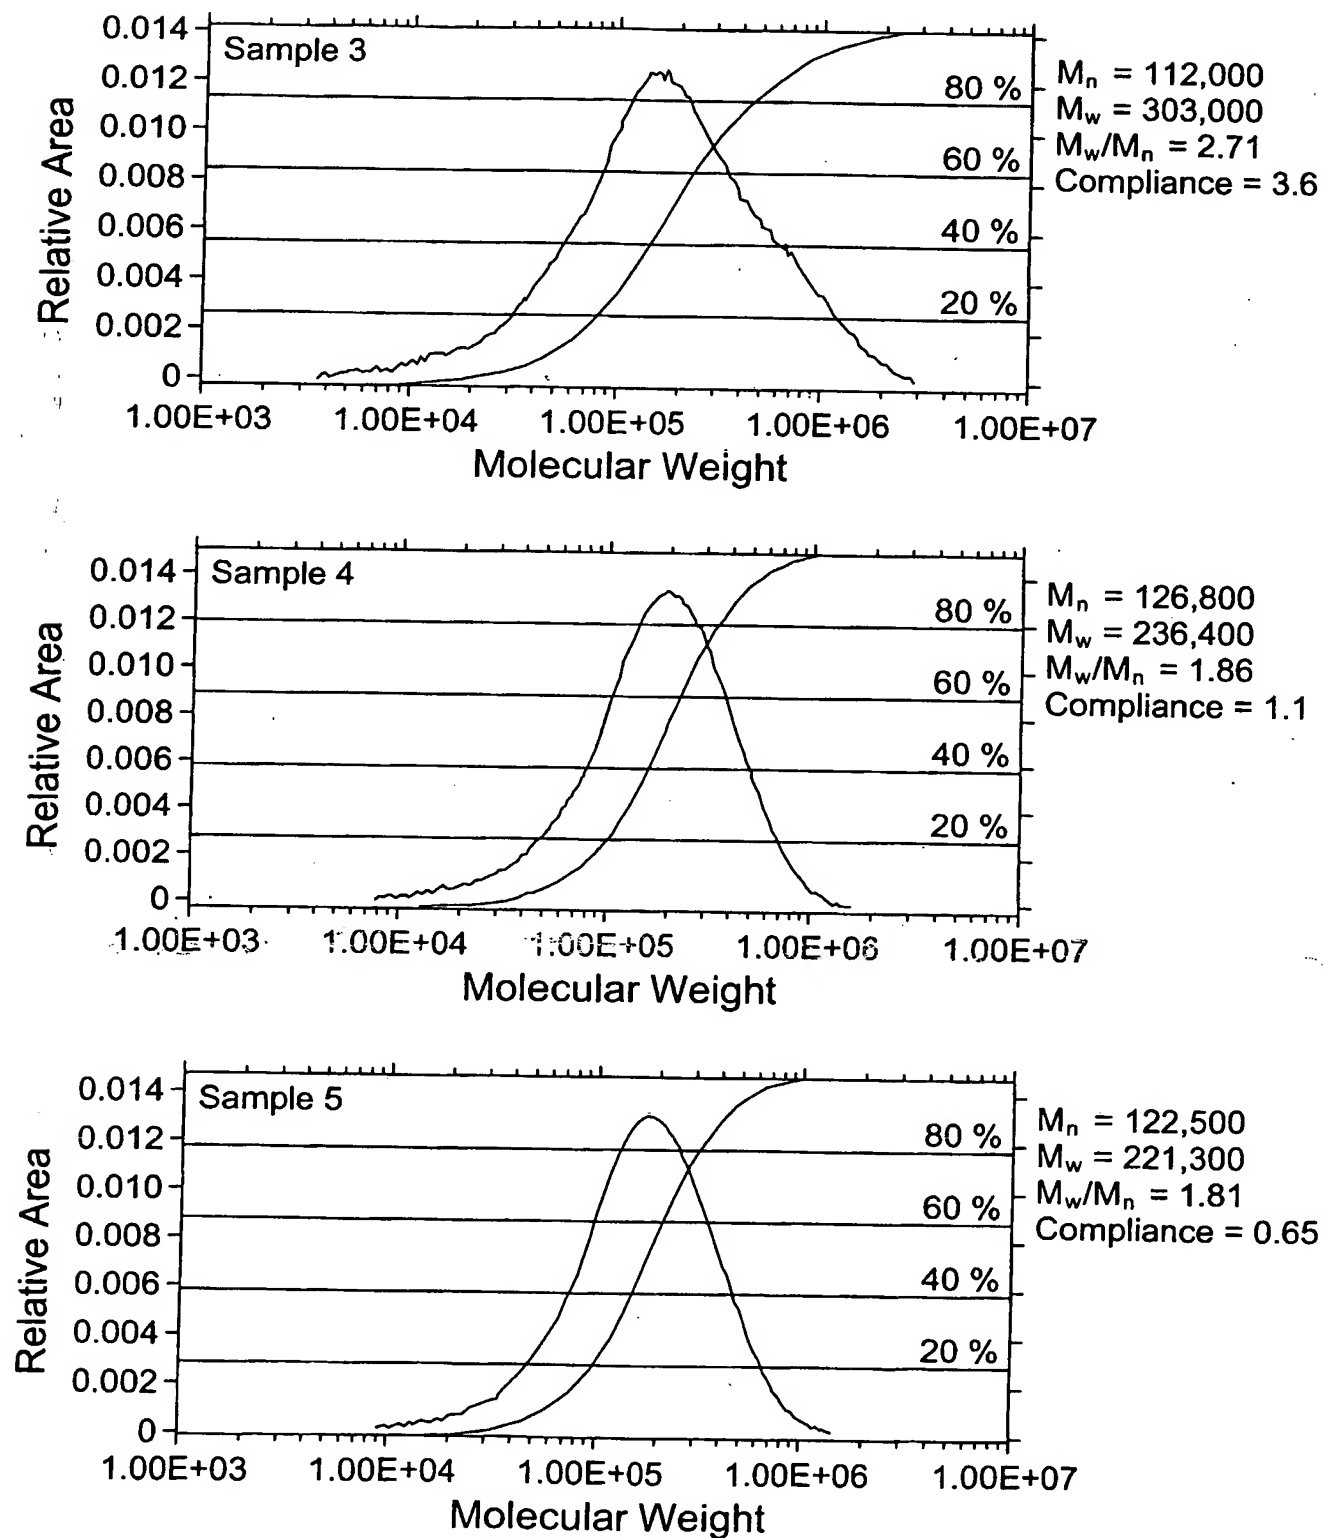 Sample 3
0.014
0.012
0.010
0.008
0.006
0.004
0.002
0
Relative Area
80 %
60 %
40 %
20 %
1.00E+03 1.00E+04 1.00E+05 1.00E+06 1.00E+07
Molecular Weight
Mn = 112,000
Mw = 303,000
Mw/Mn = 2.71
Compliance = 3.6
Sample 4
0.014
0.012
0.010
0.008
0.006
0.004
0.002
0
Relative Area
80 %
60 %
40 %
20 %
1.00E+03 1.00E+04 1.00E+05 1.00E+06 1.00E+07
Molecular Weight
Mn = 126,800
Mw = 236,400
Mw/Mn = 1.86
Compliance = 1.1
Sample 5
0.014
0.012
0.010
0.008
0.006
0.004
0.002
0
Relative Area
80 %
60 %
40 %
20 %
1.00E+03 1.00E+04 1.00E+05 1.00E+06 1.00E+07
Molecular Weight
Mn = 122,500
Mw = 221,300
Mw/Mn = 1.81
Compliance = 0.65